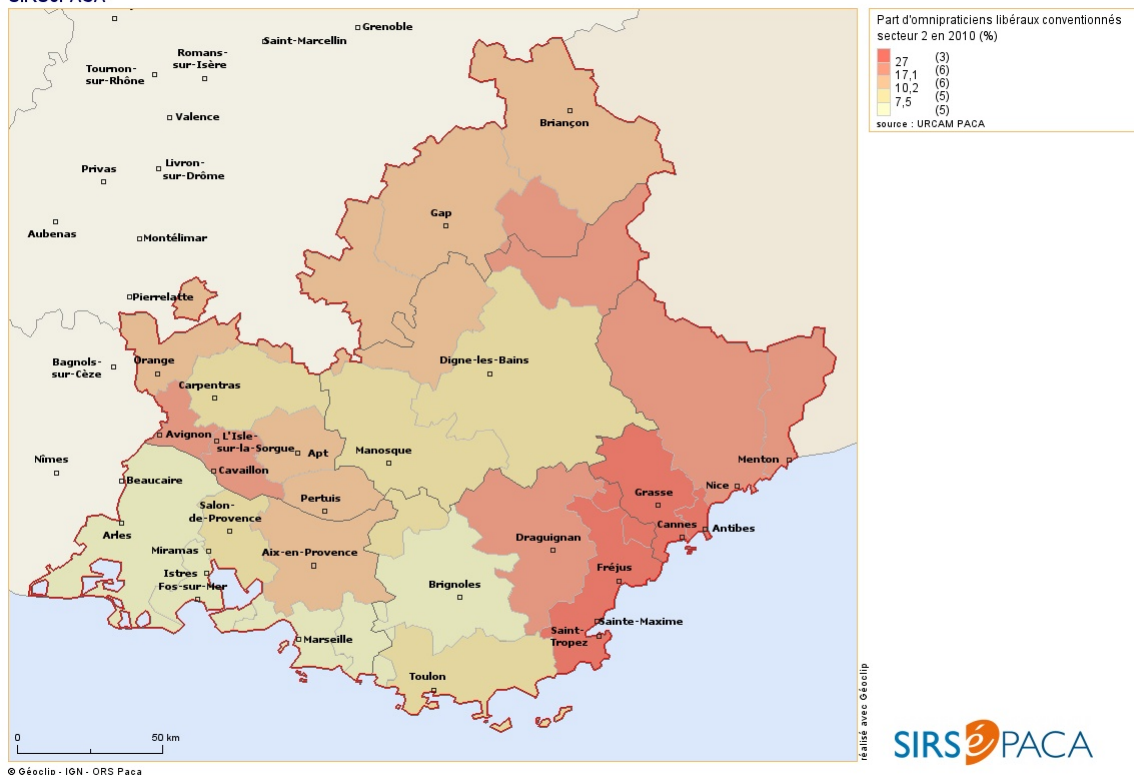 Part d'omnipraticiens libéraux conventionnés
secteur 2 en 2010 (%)
27 (3)
17,1 (6)
10,2 (6)
7,5 (5)
(5)
source : URCAM PACA
Grenoble
Saint-Marcellin
Romans-
sur-Isère
Tournon-
sur-Rhône
Valence
Briançon
Privas
Livron-
sur-Drôme
Gap
Aubenas
Montélimar
Pierrelatte
Bagnols-
sur-Cèze
Orange
Digne-les-Bains
Carpentras
Avignon
L'Isle-
sur-la-Sorgue
Apt
Manosque
Nîmes
Cavaillon
Menton
Beaucaire
Nice
Grasse
Pertuis
Salon-
de-Provence
Arles
Cannes
Antibes
Draguignan
Miramas
Aix-en-Provence
Istres
Fos-sur-Mer
Fréjus
Brignoles
Sainte-Maxime
Saint-
Tropez
Marseille
Toulon
0 50 km
réalisé avec Géoclip
SIRSéPACA
© Géoclip - IGN - ORS Paca